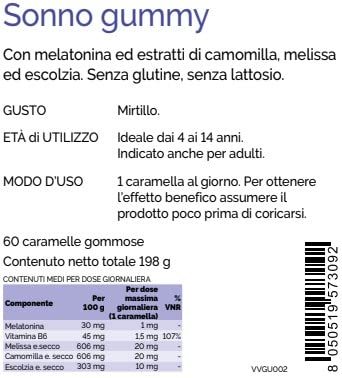 Sonno gummy
Con melatonina ed estratti di camomilla, melissa
ed escolzia. Senza glutine, senza lattosio.
GUSTO Mirtillo.
ETÀ di UTILIZZO Ideale dai 4 ai 14 anni.
Indicato anche per adulti.
MODO D'USO 1 caramella al giorno. Per ottenere
l'effetto benefico assumere il
prodotto poco prima di coricarsi.
60 caramelle gommose
Contenuto netto totale 198 g
CONTENUTI MEDI PER DOSE GIORNALIERA
Componente Per 100 g Per dose massima giornaliera (1 caramella) % VNR
Melatonina 30 mg 1 mg -
Vitamina B6 45 mg 1,5 mg 107%
Melissa e.secco 606 mg 20 mg -
Camomilla e. secco 606 mg 20 mg -
Escolzia e. secco 303 mg 10 mg -
VVGU002
8 050519 573092